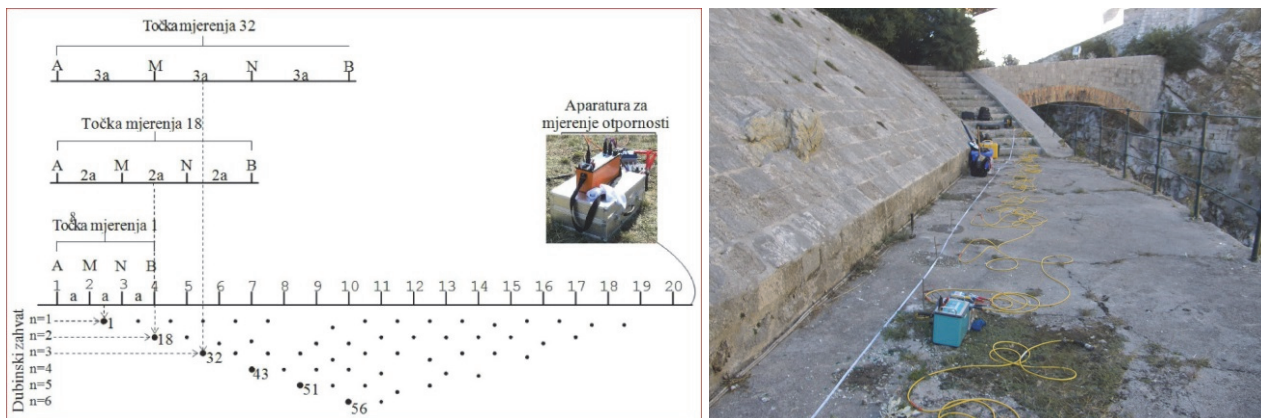 Točka mjerenja 32
A M N B
3a 3a 3a
Točka mjerenja 18
A M N B
2a 2a 2a
Aparatura za
mjerenje otpornosti
8
Točka mjerenja 1
A M N B
1 2 3 4 5 6 7 8 9 10 11 12 13 14 15 16 17 18 19 20
a a a
Dubinski zahvat
n=1 1
n=2 18
n=3 32
n=4 43
n=5 51
n=6 56